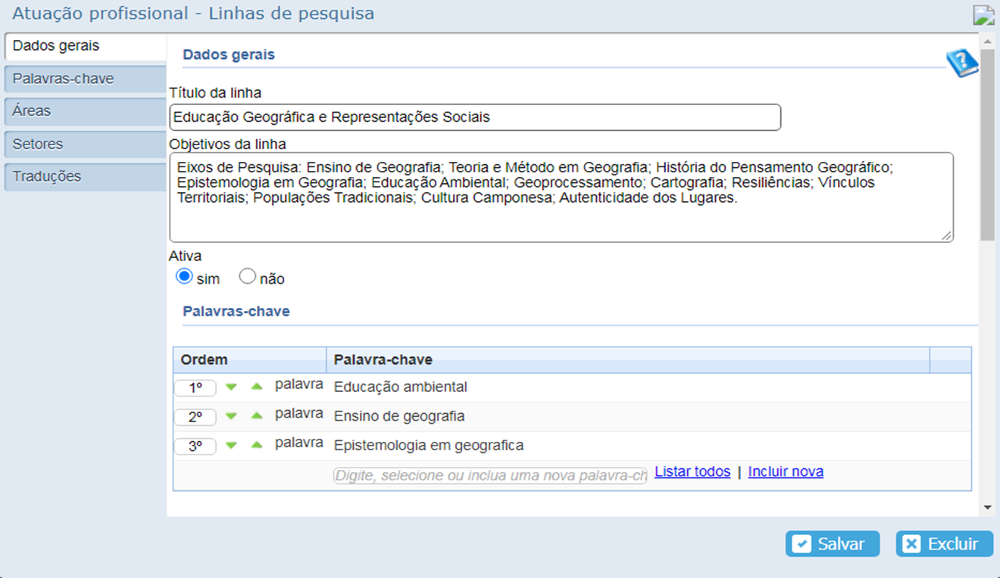 Atuação profissional - Linhas de pesquisa
Dados gerais
Palavras-chave
Áreas
Setores
Traduções
Dados gerais
Título da linha
Educação Geográfica e Representações Sociais
Objetivos da linha
Eixos de Pesquisa: Ensino de Geografia; Teoria e Método em Geografia; História do Pensamento Geográfico;
Epistemologia em Geografia; Educação Ambiental; Geoprocessamento; Cartografia; Resiliências; Vínculos
Territoriais; Populações Tradicionais; Cultura Camponesa; Autenticidade dos Lugares.
Ativa
sim não
Palavras-chave
Ordem Palavra-chave
1º palavra Educação ambiental
2º palavra Ensino de geografia
3º palavra Epistemologia em geografica
Digite, selecione ou inclua uma nova palavra-ch Listar todos | Incluir nova
Salvar Excluir